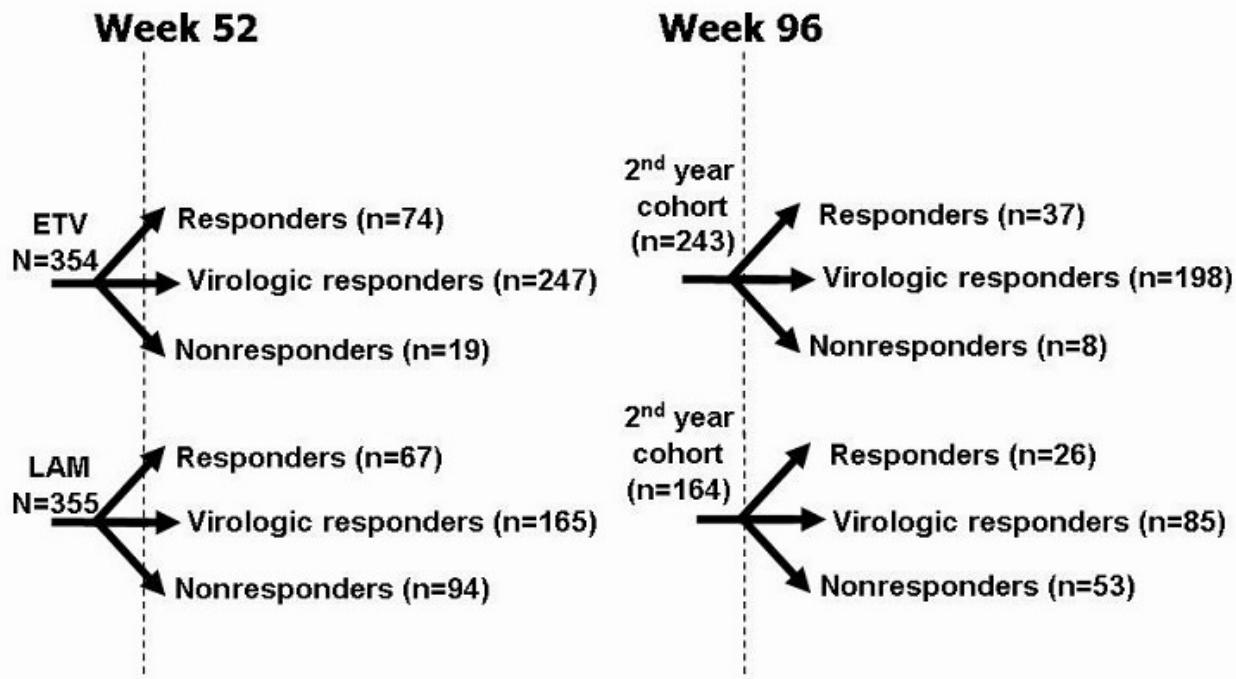 Week 52
Week 96
ETV
N=354
Responders (n=74)
Virologic responders (n=247)
Nonresponders (n=19)
2nd year
cohort
(n=243)
Responders (n=37)
Virologic responders (n=198)
Nonresponders (n=8)
LAM
N=355
Responders (n=67)
Virologic responders (n=165)
Nonresponders (n=94)
2nd year
cohort
(n=164)
Responders (n=26)
Virologic responders (n=85)
Nonresponders (n=53)